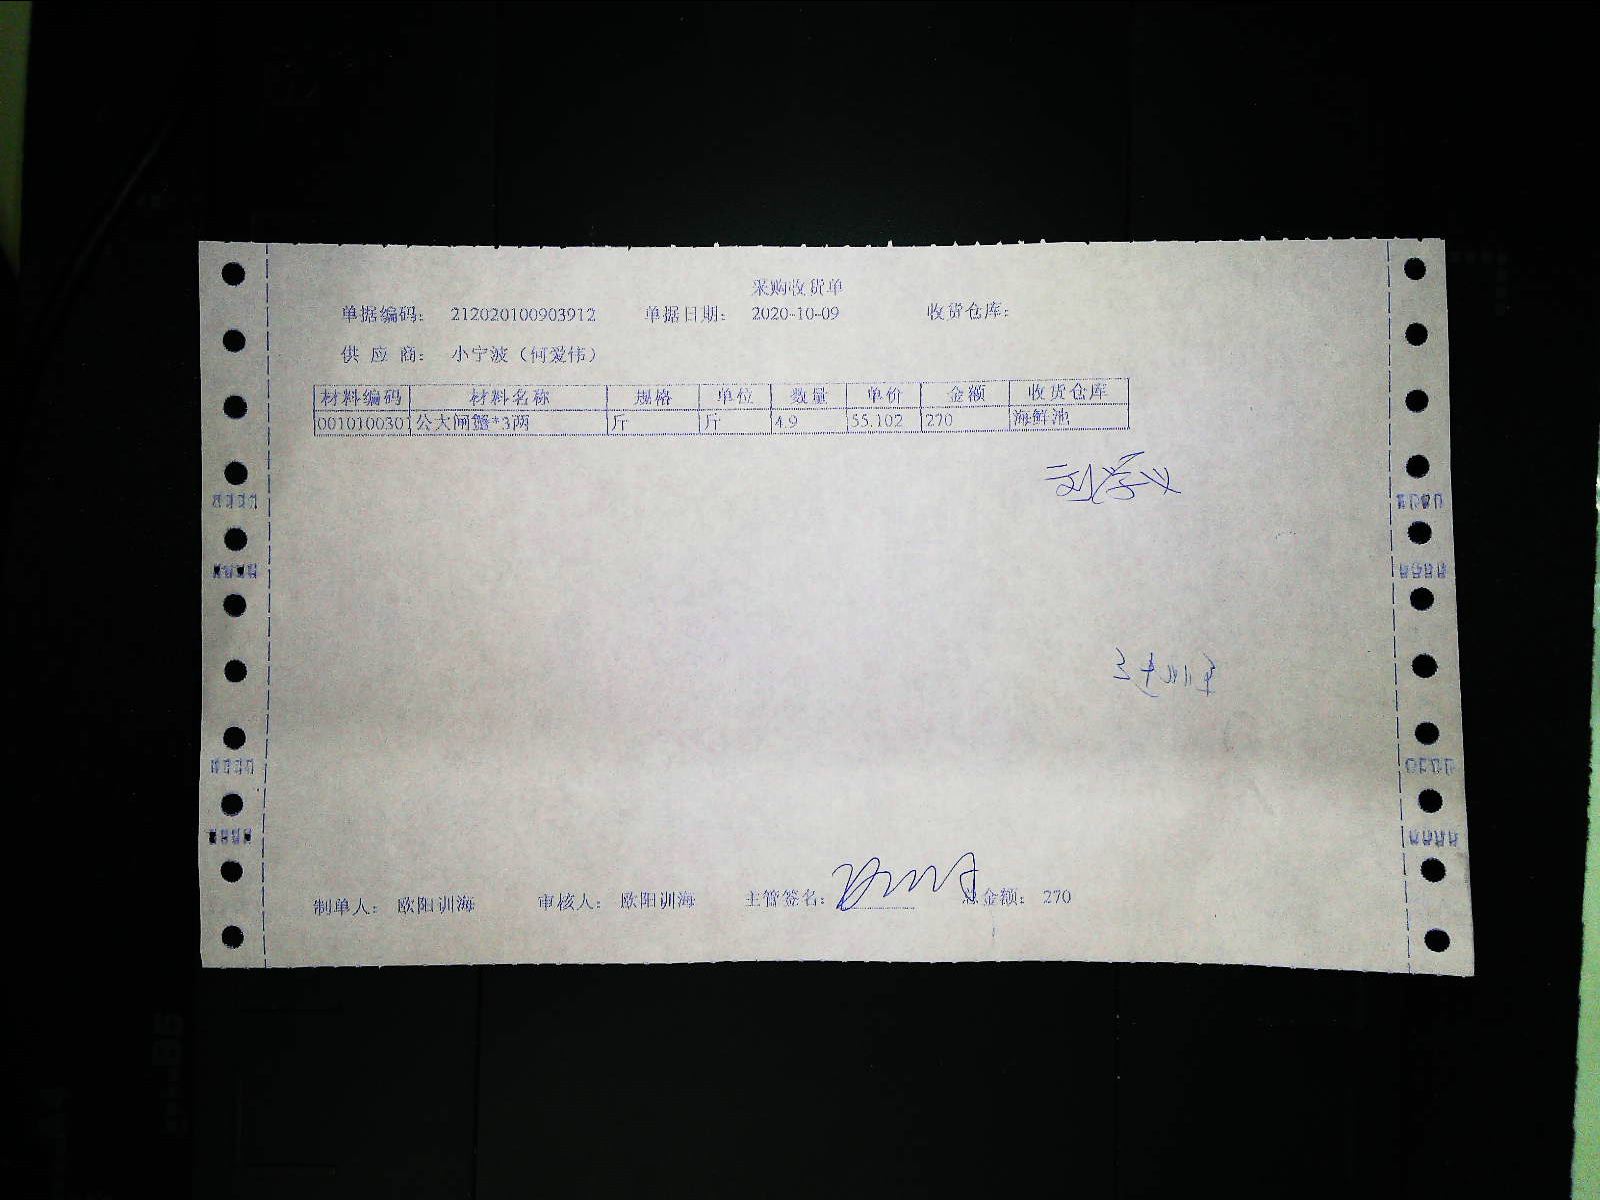 采购收货单
单据编码: 212020100903912 单据日期: 2020-10-09 收货仓库:
供应商: 小宁波(何爱伟)
材料编码 材料名称 规格 单位 数量 单价 金额 收货仓库
001010030 公大闸蟹*3两 斤 斤 4.9 55.102 270 海鲜池
刘学义
制单人: 欧阳训海 审核人: 欧阳训海 主管签名: 总金额: 270